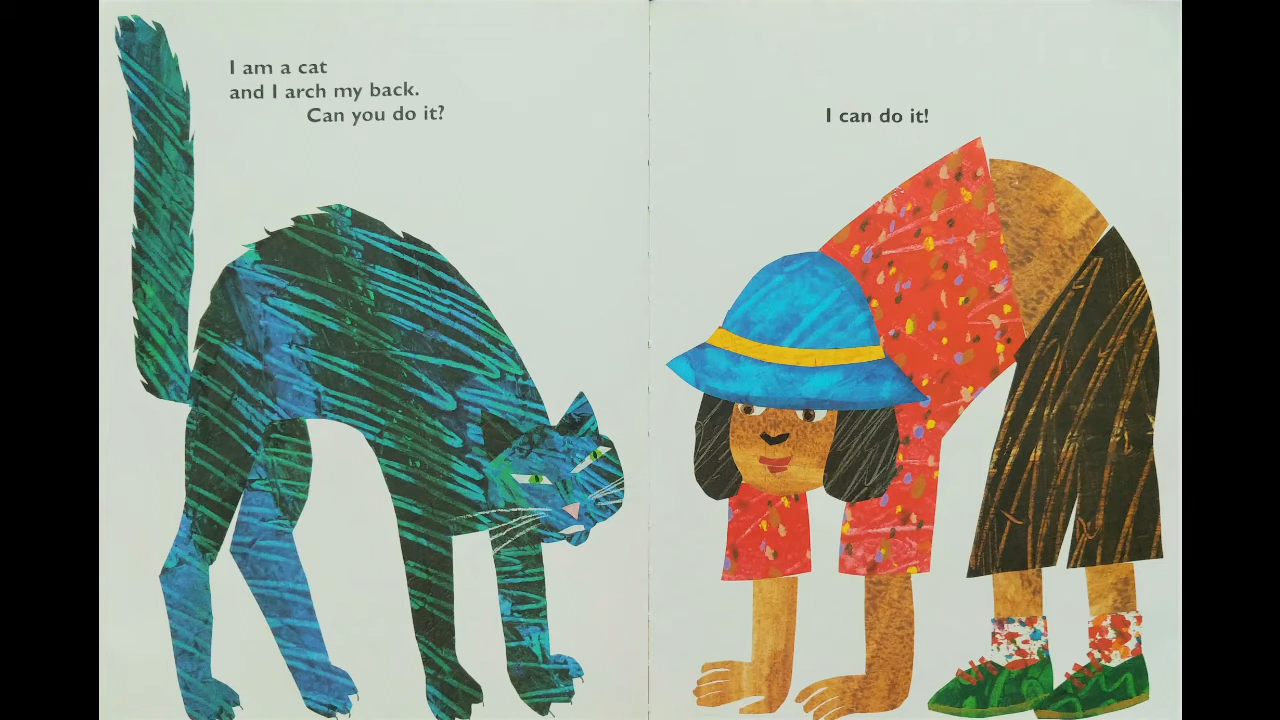 I am a cat
and I arch my back.
Can you do it?
I can do it!